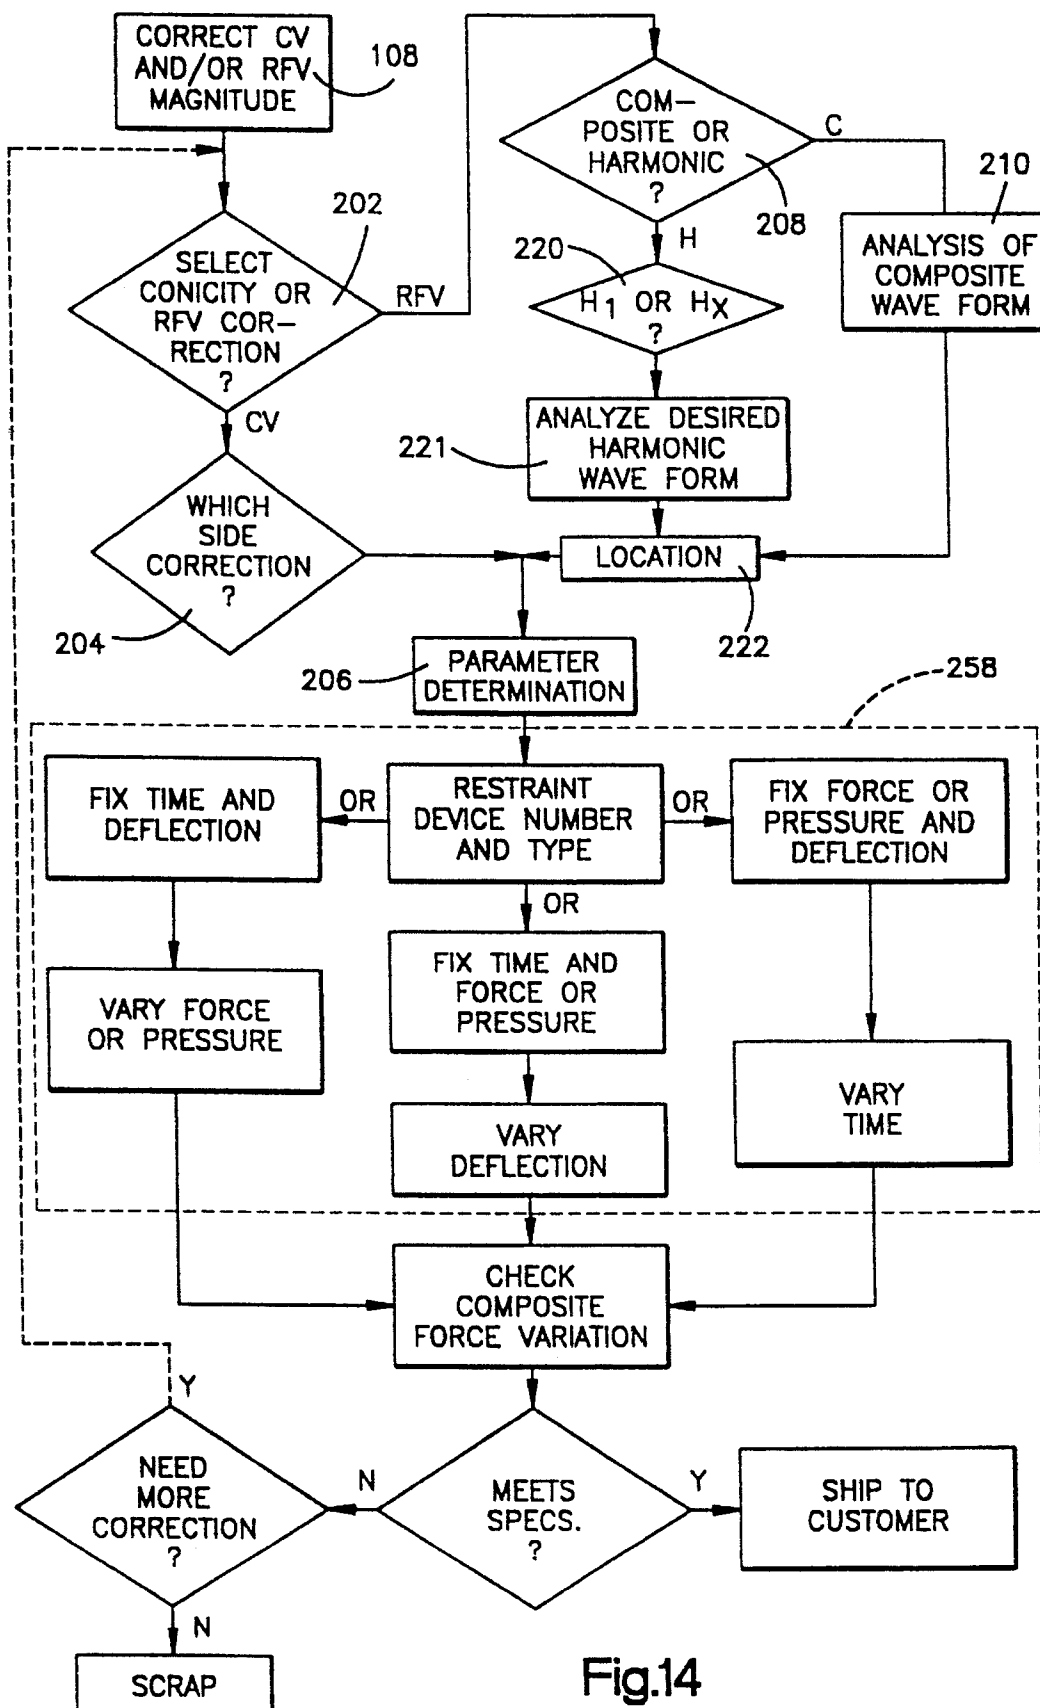 CORRECT CV
AND/OR RFV
MAGNITUDE
108
COM-
POSITE OR
HARMONIC
?
C
208
210
202
SELECT
CONICITY OR
RFV COR-
RECTION
?
RFV
H
220
H1 OR HX
?
ANALYSIS OF
COMPOSITE
WAVE FORM
CV
ANALYZE DESIRED
HARMONIC
WAVE FORM
221
WHICH
SIDE
CORRECTION
?
204
LOCATION
222
PARAMETER
DETERMINATION
206
258
FIX TIME AND
DEFLECTION
OR
RESTRAINT
DEVICE NUMBER
AND TYPE
OR
FIX FORCE OR
PRESSURE AND
DEFLECTION
OR
VARY FORCE
OR PRESSURE
FIX TIME AND
FORCE OR
PRESSURE
VARY
TIME
VARY
DEFLECTION
CHECK
COMPOSITE
FORCE VARIATION
Y
NEED
MORE
CORRECTION
?
N
MEETS
SPECS.
?
Y
SHIP TO
CUSTOMER
N
SCRAP
Fig.14